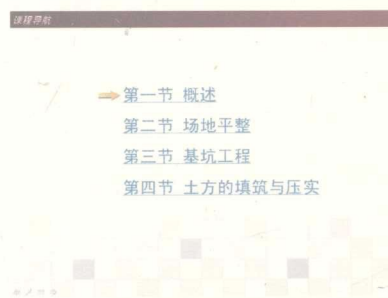 课程导航
第一节 概述
第二节 场地平整
第三节 基坑工程
第四节 土方的填筑与压实